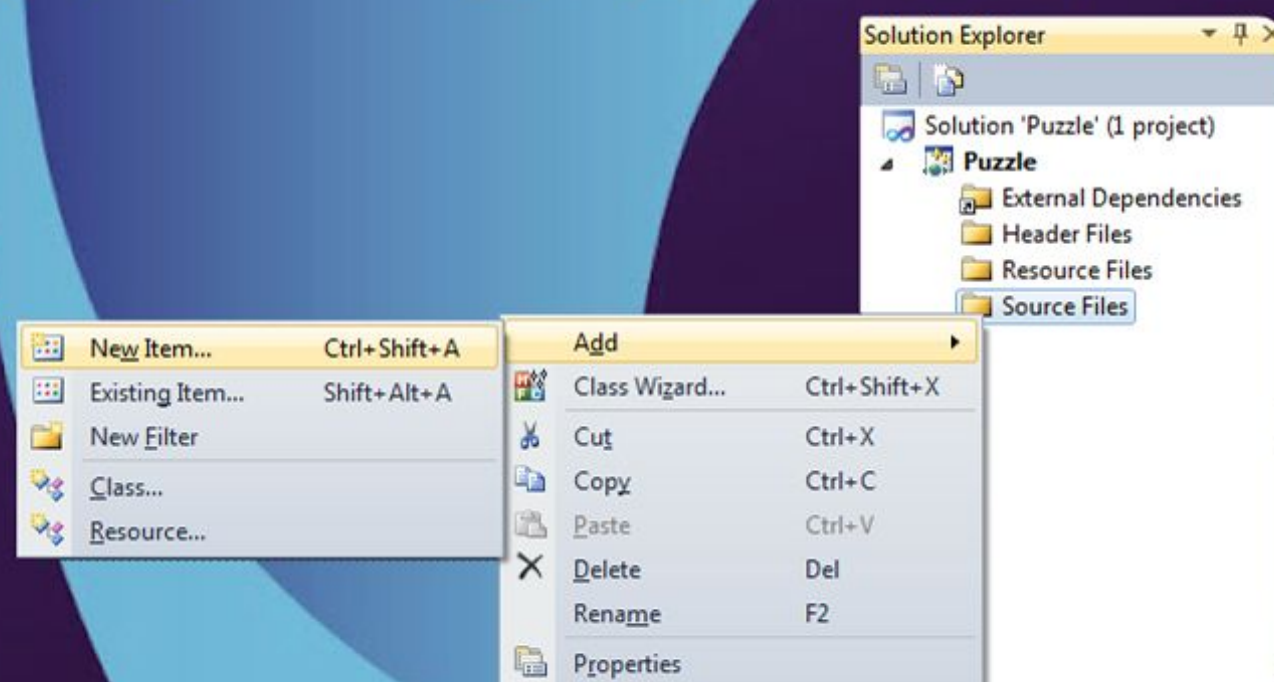 Solution Explorer
Solution 'Puzzle' (1 project)
Puzzle
External Dependencies
Header Files
Resource Files
Source Files
Add
Class Wizard... Ctrl+Shift+X
Cut Ctrl+X
Copy Ctrl+C
Paste Ctrl+V
Delete Del
Rename F2
Properties
New Item... Ctrl+Shift+A
Existing Item... Shift+Alt+A
New Filter
Class...
Resource...